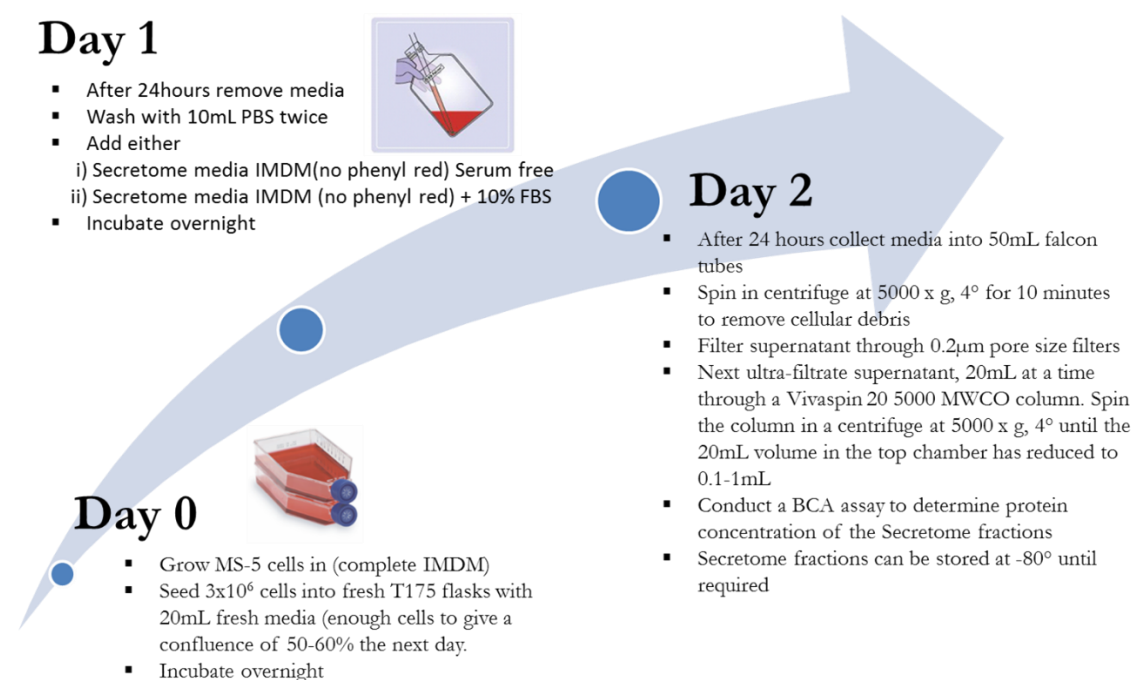 Day 1
▪ After 24hours remove media
▪ Wash with 10mL PBS twice
▪ Add either
i) Secretome media IMDM(no phenyl red) Serum free
ii) Secretome media IMDM (no phenyl red) + 10% FBS
▪ Incubate overnight
Day 2
▪ After 24 hours collect media into 50mL falcon
tubes
▪ Spin in centrifuge at 5000 x g, 4° for 10 minutes
to remove cellular debris
▪ Filter supernatant through 0.2µm pore size filters
▪ Next ultra-filtrate supernatant, 20mL at a time
through a Vivaspin 20 5000 MWCO column. Spin
the column in a centrifuge at 5000 x g, 4° until the
20mL volume in the top chamber has reduced to
0.1-1mL
▪ Conduct a BCA assay to determine protein
concentration of the Secretome fractions
▪ Secretome fractions can be stored at -80° until
required
Day 0
▪ Grow MS-5 cells in (complete IMDM)
▪ Seed 3x10⁶ cells into fresh T175 flasks with
20mL fresh media (enough cells to give a
confluence of 50-60% the next day.
▪ Incubate overnight